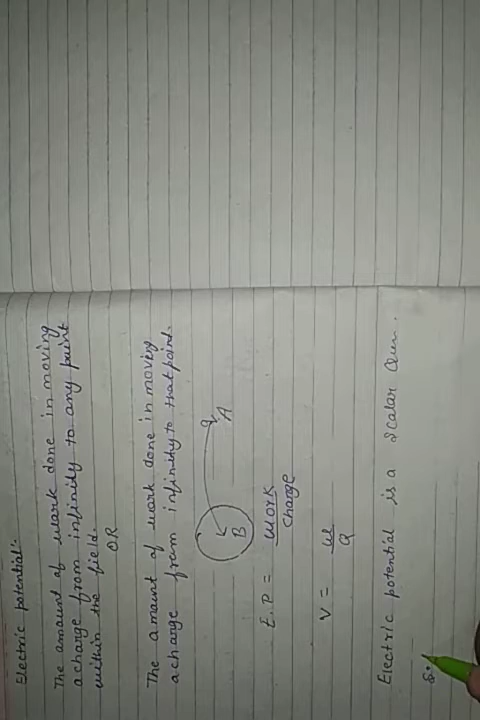 Electric potential:
The amount of work done in moving
a charge from infinity to any point
within the field.
OR
The amount of work done in moving
a charge from infinity to that point.
q
B
A
E.P = work
charge
V = W
Q
Electric potential is a Scalar Quan.
S.